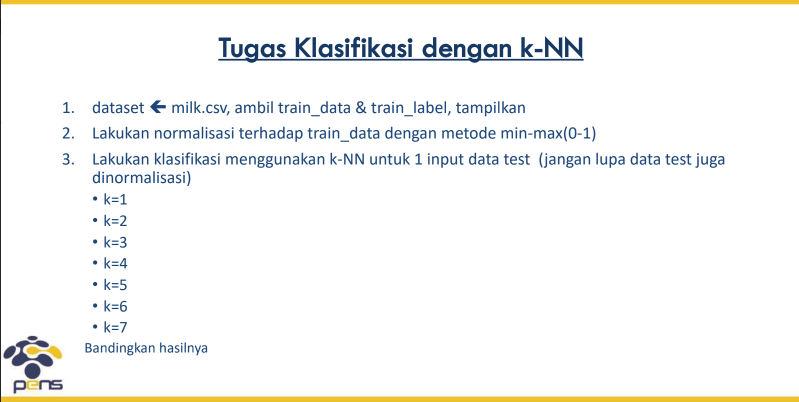 Tugas Klasifikasi dengan k-NN
1. dataset 🡸 milk.csv, ambil train_data & train_label, tampilkan
2. Lakukan normalisasi terhadap train_data dengan metode min-max(0-1)
3. Lakukan klasifikasi menggunakan k-NN untuk 1 input data test (jangan lupa data test juga
dinormalisasi)
• k=1
• k=2
• k=3
• k=4
• k=5
• k=6
• k=7
Bandingkan hasilnya
pens